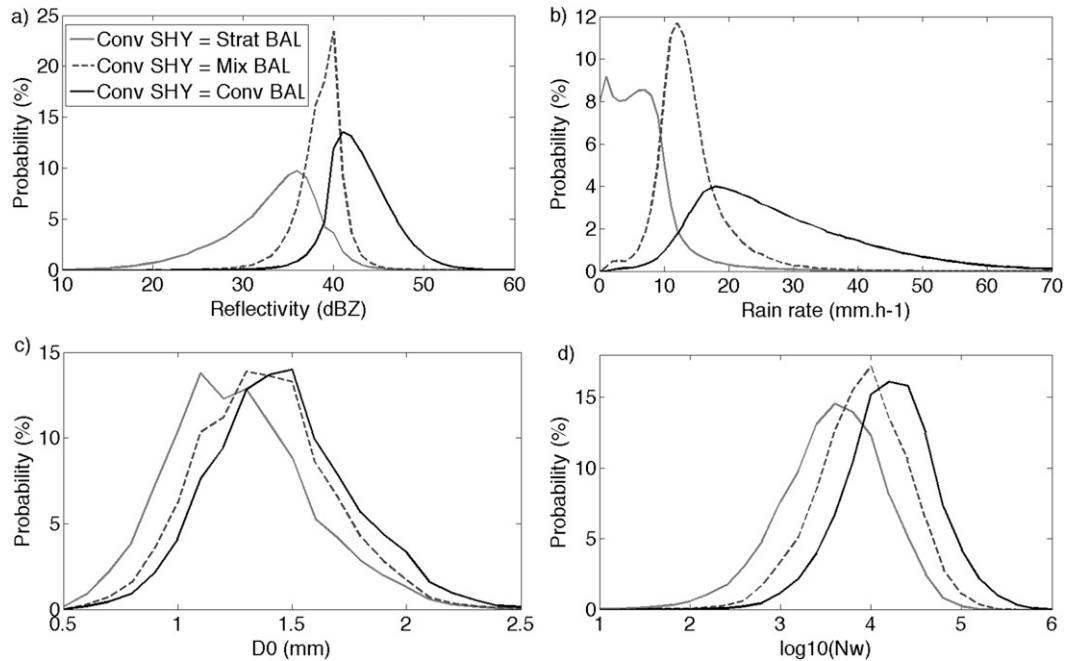 a)
25
20
15
10
5
0
Probability (%)
Conv SHY = Strat BAL
Conv SHY = Mix BAL
Conv SHY = Conv BAL
10 20 30 40 50 60
Reflectivity (dBZ)
b)
12
10
8
6
4
2
0
Probability (%)
0 10 20 30 40 50 60 70
Rain rate (mm.h-1)
c)
15
10
5
0
Probability (%)
0.5 1 1.5 2 2.5
D0 (mm)
d)
15
10
5
0
Probability (%)
1 2 3 4 5 6
log10(Nw)